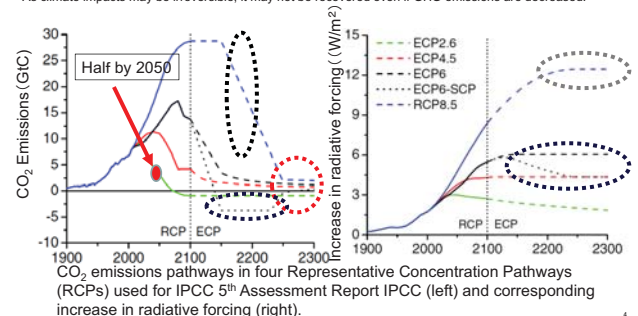 As climate impacts may be irreversible, it may not be recovered even if GHG emissions are decreased.
30
25
20
15
10
5
0
-5
-10
CO2 Emissions (GtC)
Half by 2050
RCP ECP
1900 2000 2100 2200 2300
Increase in radiative forcing (W/m²)
15
12
9
6
3
0
ECP2.6
ECP4.5
ECP6
ECP6-SCP
RCP8.5
RCP ECP
1900 2000 2100 2200 2300
CO2 emissions pathways in four Representative Concentration Pathways
(RCPs) used for IPCC 5th Assessment Report IPCC (left) and corresponding
increase in radiative forcing (right).
4